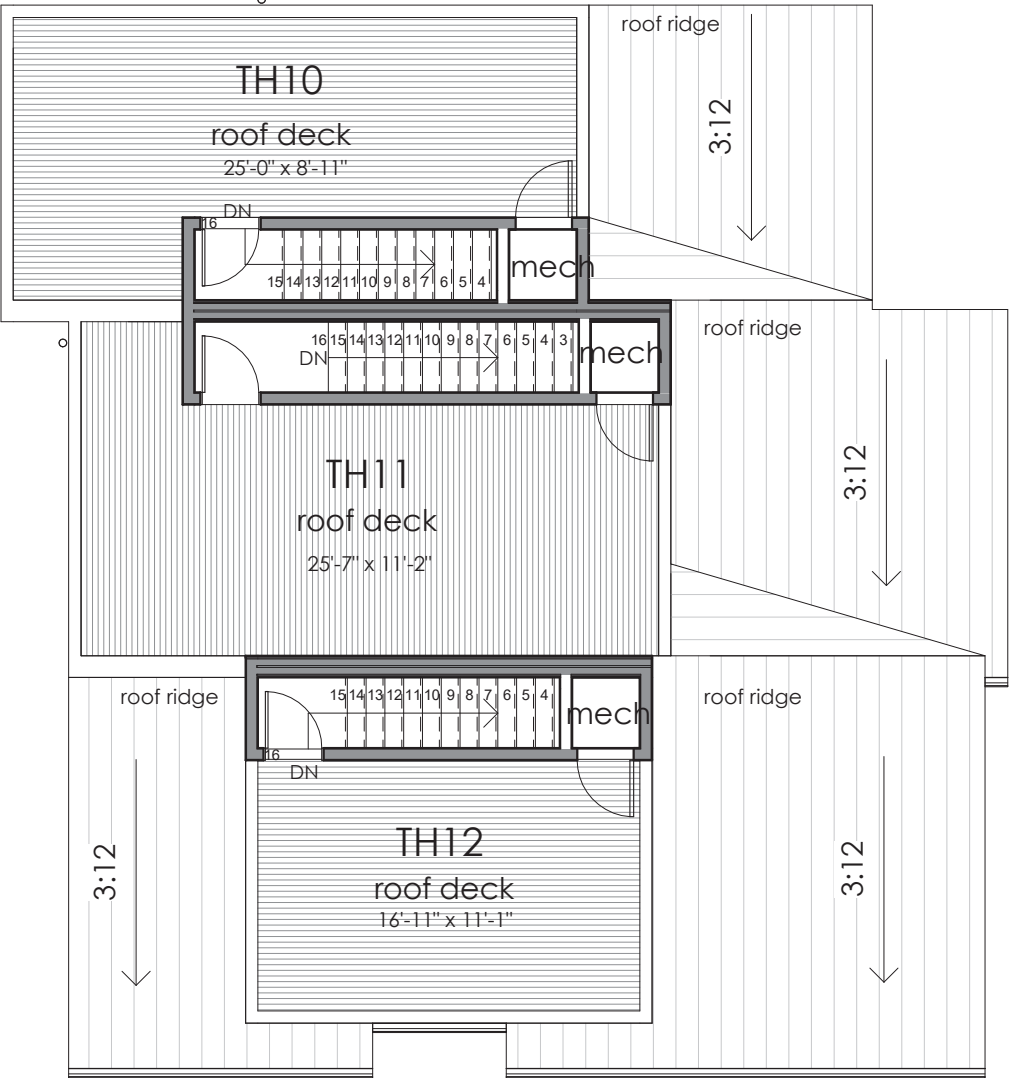 roof ridge
TH10
3:12
roof deck
25'-0" x 8'-11"
DN
16
mech
15 14 13 12 11 10 9 8 7 6 5 4
roof ridge
16 15 14 13 12 11 10 9 8 7 6 5 4 3
mech
DN
3:12
TH11
roof deck
25'-7" x 11'-2"
roof ridge
15 14 13 12 11 10 9 8 7 6 5 4
roof ridge
mech
16
DN
TH12
3:12
3:12
roof deck
16'-11" x 11'-1"